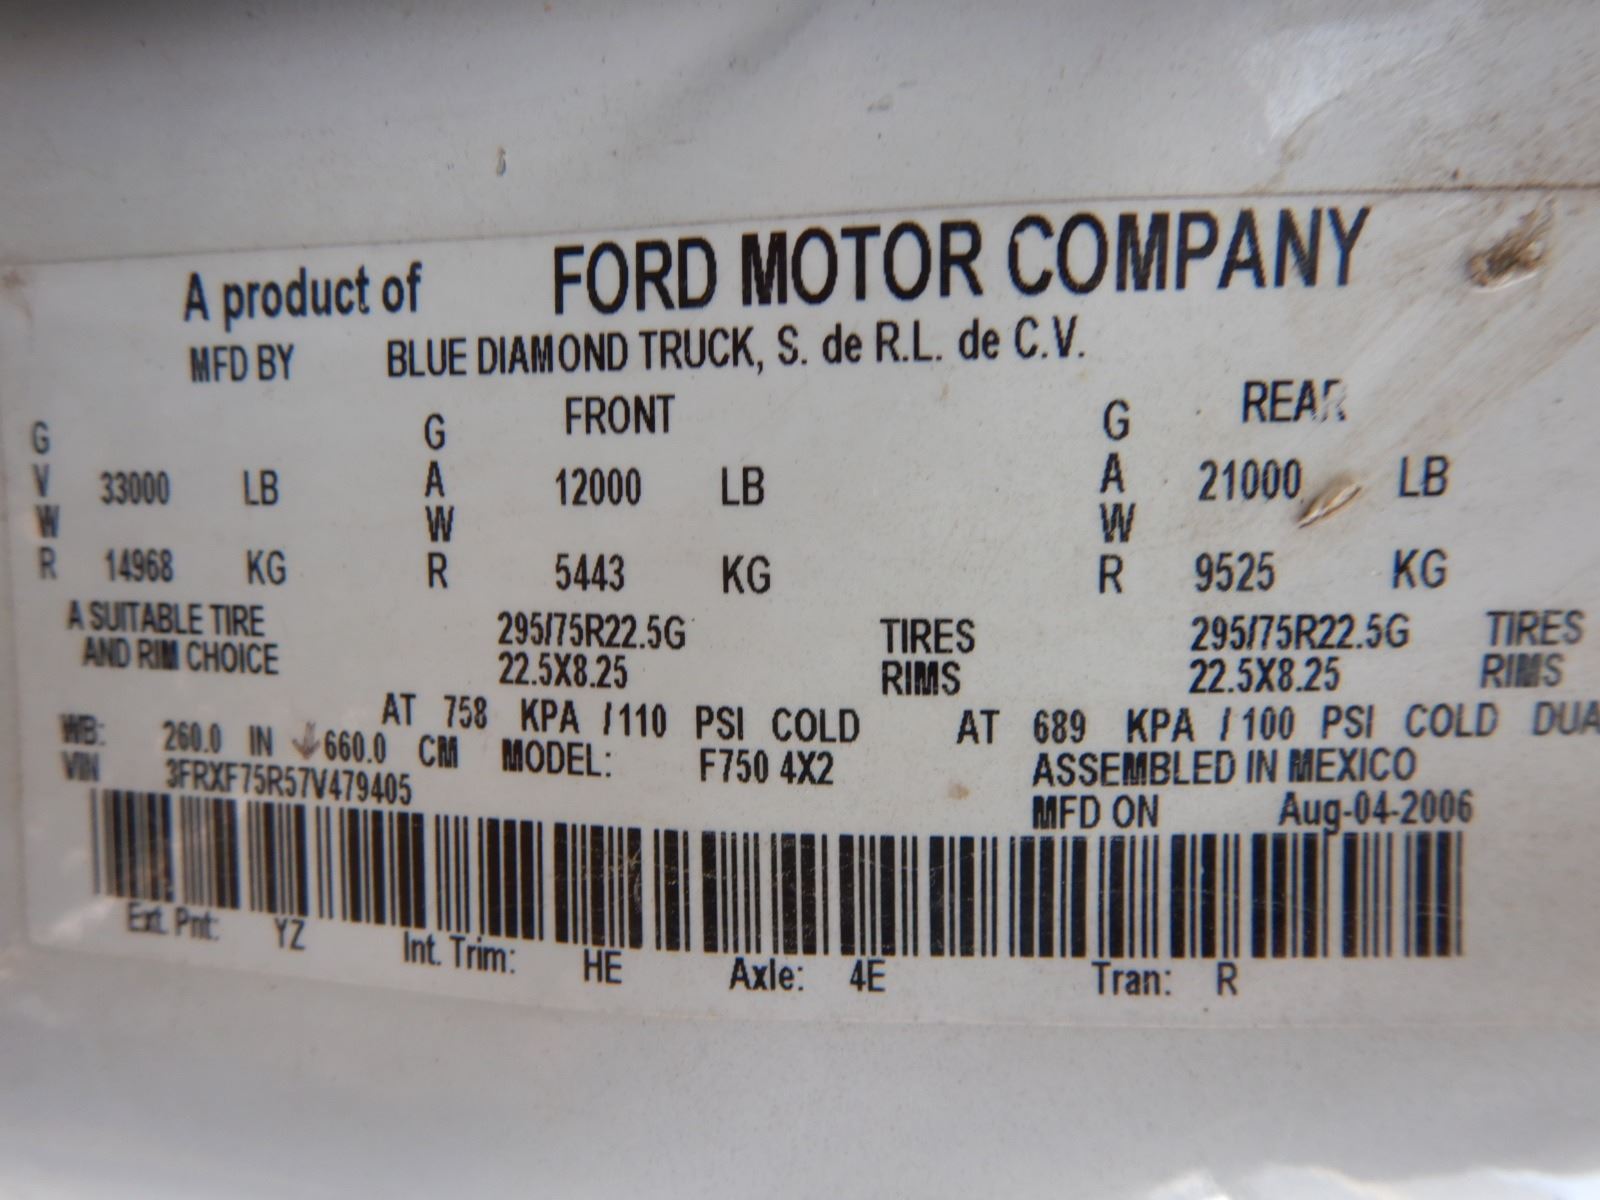 A product of FORD MOTOR COMPANY
MFD BY BLUE DIAMOND TRUCK, S. de R.L. de C.V.
FRONT REAR
GVWR 33000 LB GAWR 12000 LB GAWR 21000 LB
14968 KG 5443 KG 9525 KG
A SUITABLE TIRE 295/75R22.5G TIRES 295/75R22.5G TIRES
AND RIM CHOICE 22.5X8.25 RIMS 22.5X8.25 RIMS
AT 758 KPA / 110 PSI COLD AT 689 KPA / 100 PSI COLD DUA
WB: 260.0 IN 660.0 CM MODEL: F750 4X2 ASSEMBLED IN MEXICO
VIN 3FRXF75R57V479405 MFD ON Aug-04-2006
Ext. Pnt: YZ Int. Trim: HE Axle: 4E Tran: R